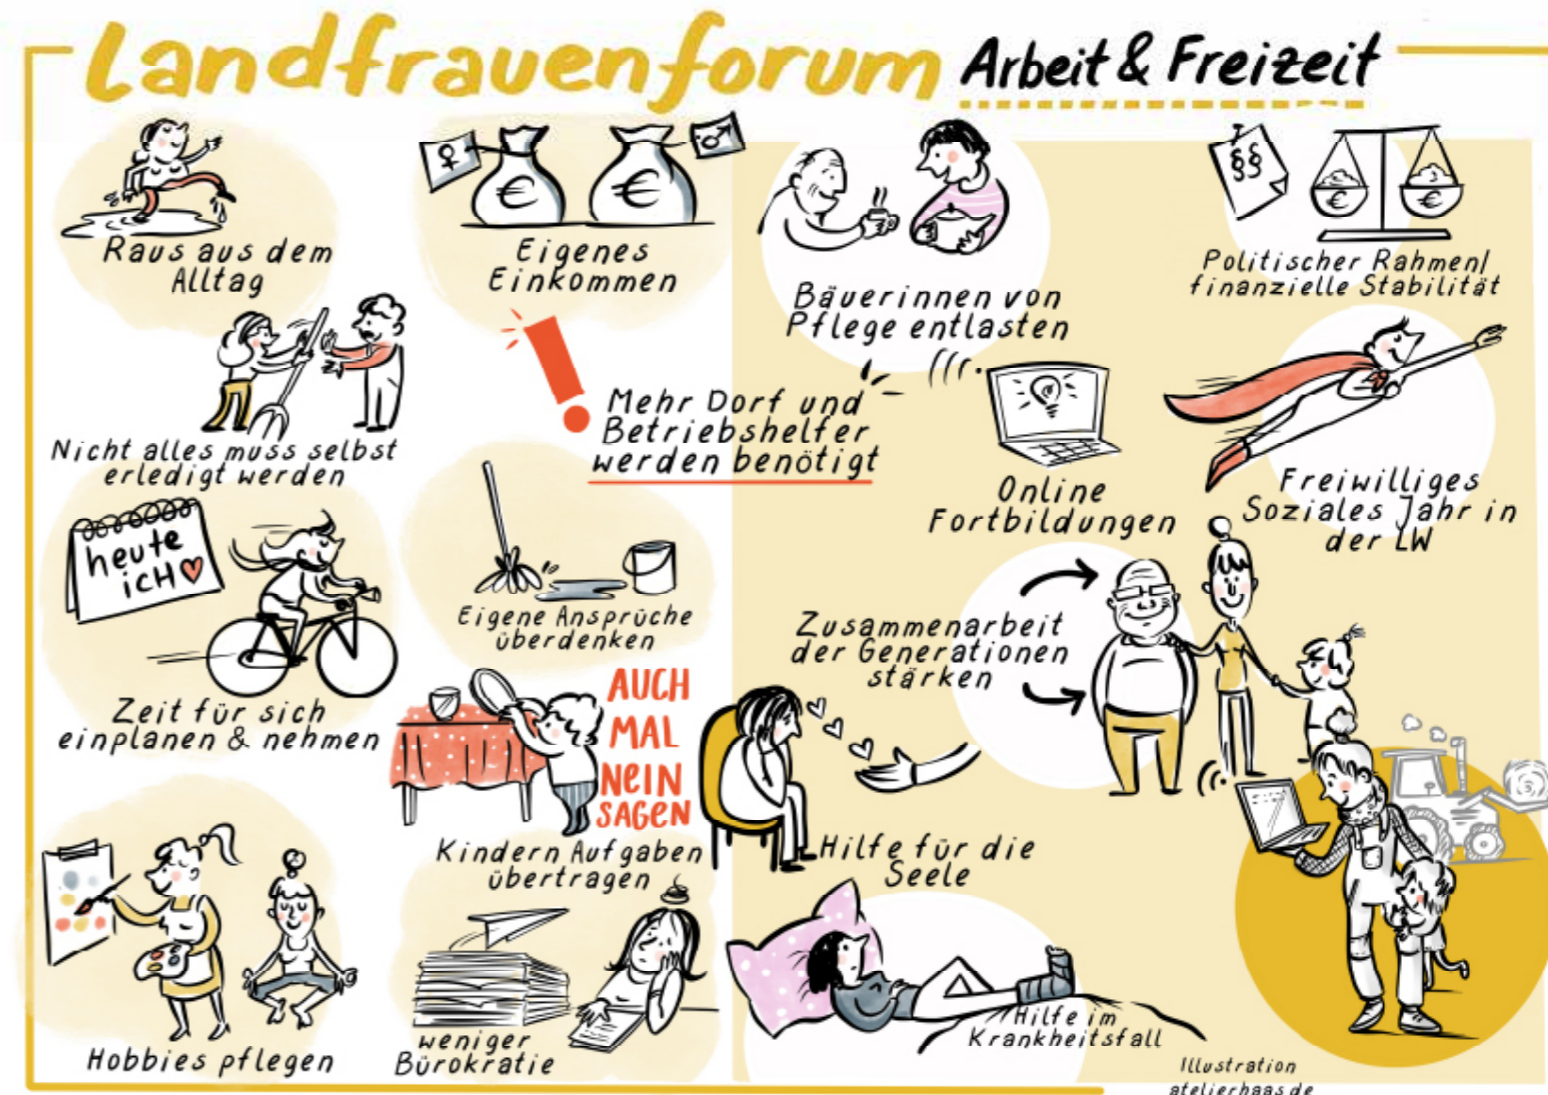 Landfrauenforum Arbeit & Freizeit
Raus aus dem
Alltag
♀
€
€
♂
Eigenes
Einkommen
Bäuerinnen von
Pflege entlasten
§§
€
€
Politischer Rahmen/
finanzielle Stabilität
Nicht alles muss selbst
erledigt werden
!
Mehr Dorf und
Betriebshelfer
werden benötigt
Online
Fortbildungen
Freiwilliges
Soziales Jahr in
der LW
heute
ich
Zeit für sich
einplanen & nehmen
Eigene Ansprüche
überdenken
Zusammenarbeit
der Generationen
stärken
AUCH
MAL
NEIN
SAGEN
Kindern Aufgaben
übertragen
Hilfe für die
Seele
Hobbies pflegen
weniger
Bürokratie
Hilfe im
Krankheitsfall
Illustration
atelierhaas.de